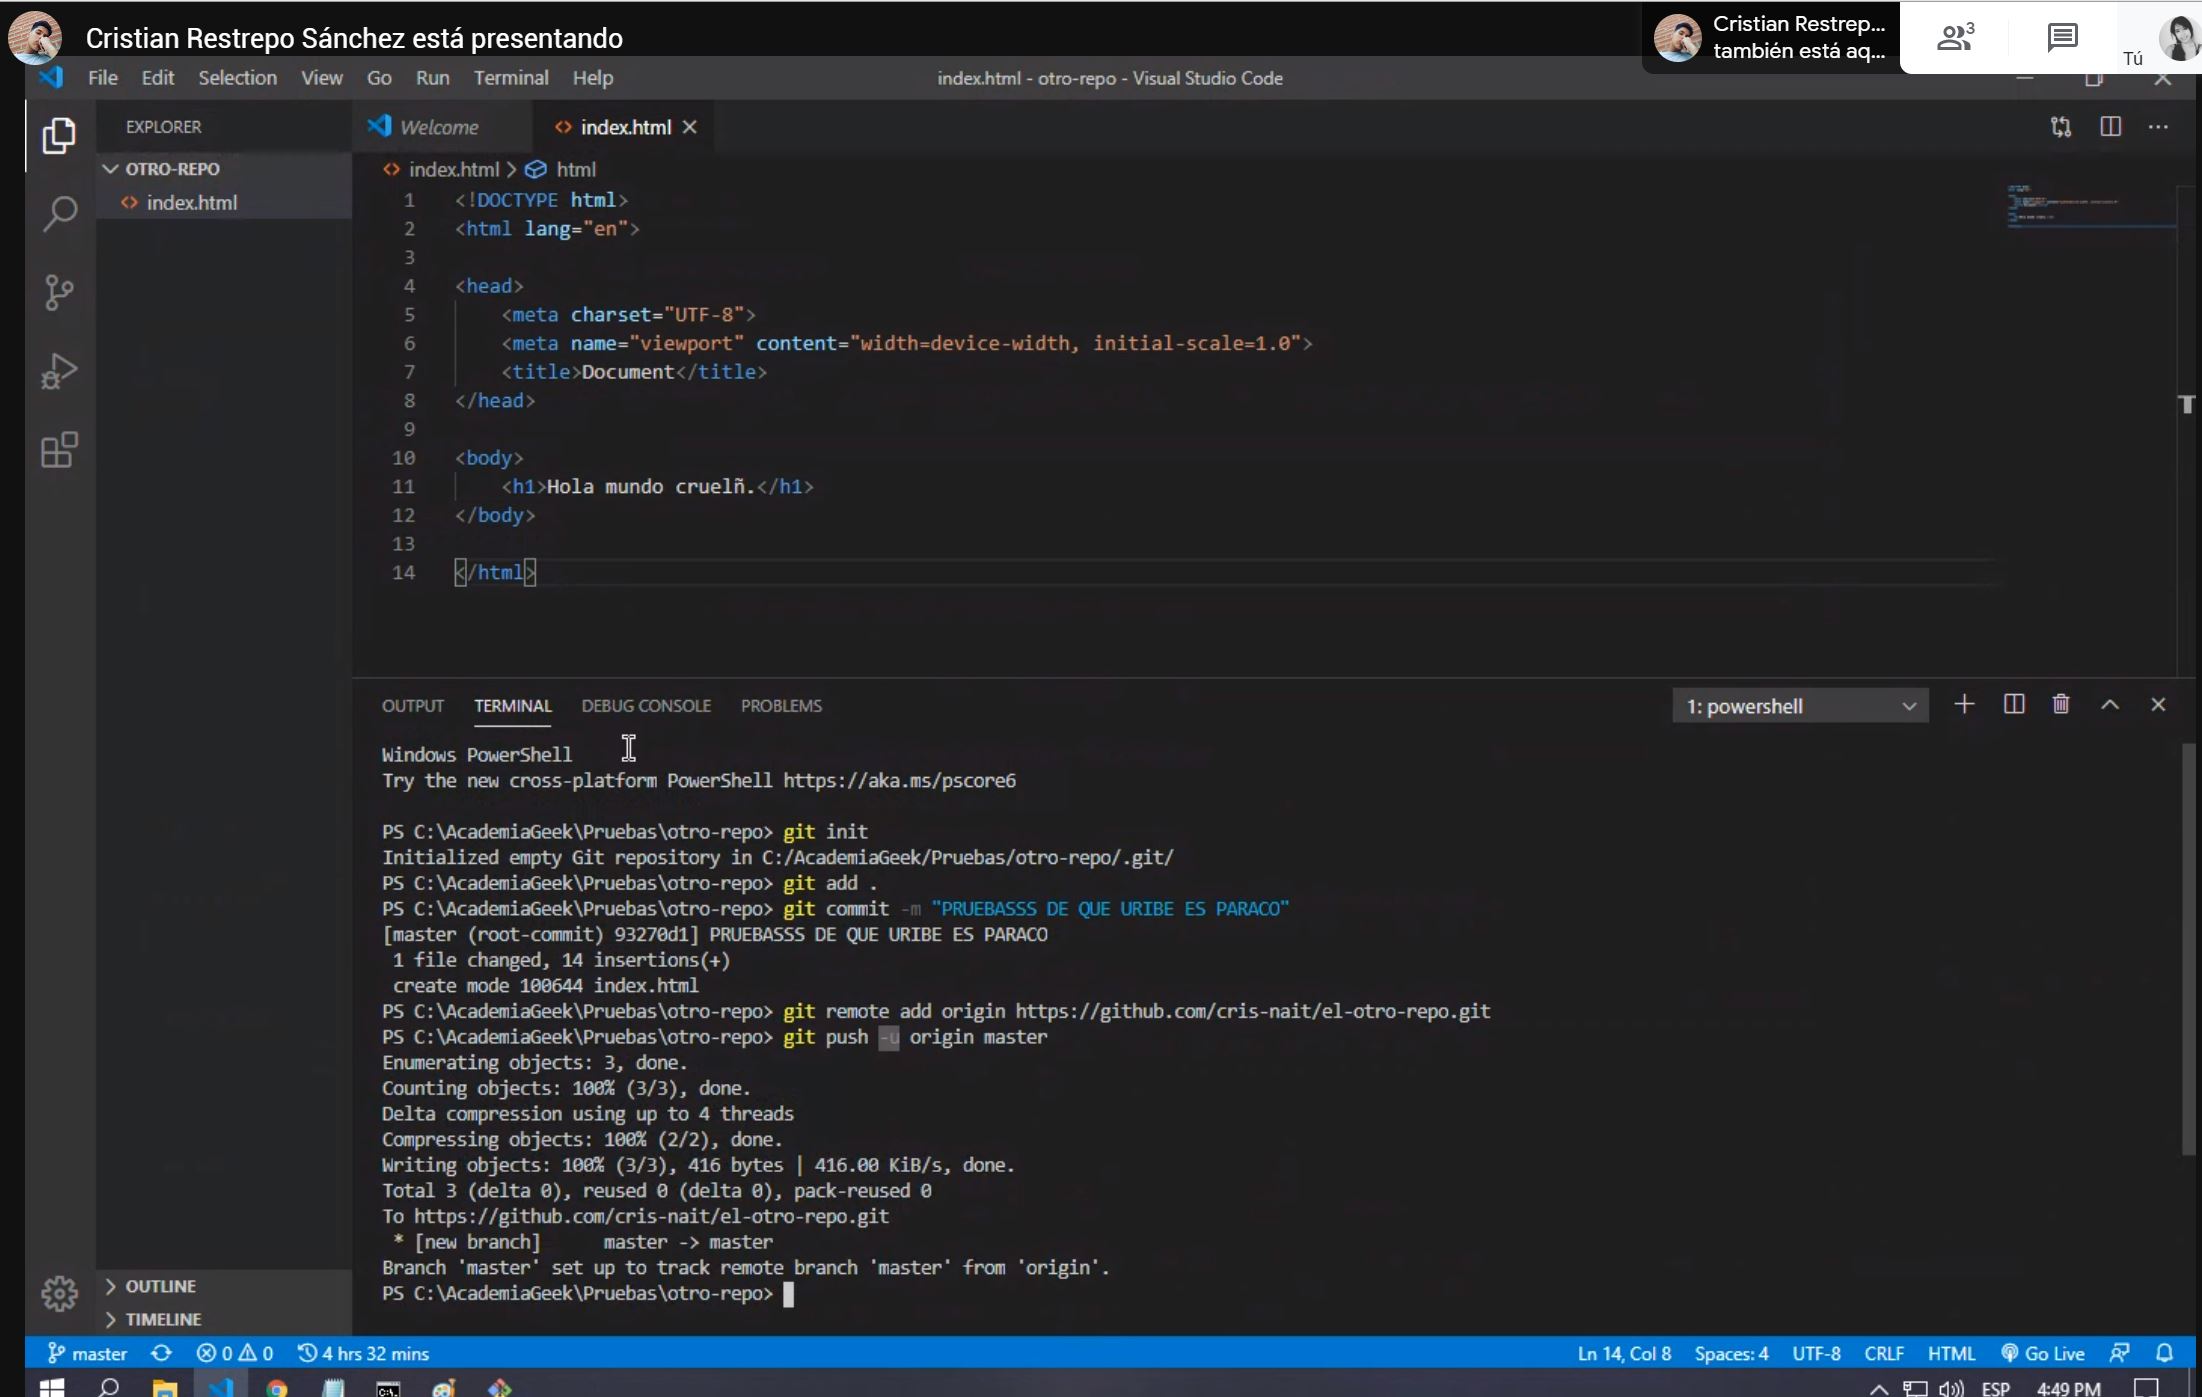 Cristian Restrepo Sánchez está presentando
Cristian Restrep...
también está aq...
3
Tú
File Edit Selection View Go Run Terminal Help
index.html - otro-repo - Visual Studio Code
EXPLORER
OTRO-REPO
index.html
Welcome
index.html
index.html > html
1 <!DOCTYPE html>
2 <html lang="en">
3
4 <head>
5 <meta charset="UTF-8">
6 <meta name="viewport" content="width=device-width, initial-scale=1.0">
7 <title>Document</title>
8 </head>
9
10 <body>
11 <h1>Hola mundo cruelñ.</h1>
12 </body>
13
14 </html>
OUTPUT TERMINAL DEBUG CONSOLE PROBLEMS
1: powershell
Windows PowerShell
Try the new cross-platform PowerShell https://aka.ms/pscore6
PS C:\AcademiaGeek\Pruebas\otro-repo> git init
Initialized empty Git repository in C:/AcademiaGeek/Pruebas/otro-repo/.git/
PS C:\AcademiaGeek\Pruebas\otro-repo> git add .
PS C:\AcademiaGeek\Pruebas\otro-repo> git commit -m "PRUEBASSS DE QUE URIBE ES PARACO"
[master (root-commit) 93270d1] PRUEBASSS DE QUE URIBE ES PARACO
1 file changed, 14 insertions(+)
create mode 100644 index.html
PS C:\AcademiaGeek\Pruebas\otro-repo> git remote add origin https://github.com/cris-nait/el-otro-repo.git
PS C:\AcademiaGeek\Pruebas\otro-repo> git push -u origin master
Enumerating objects: 3, done.
Counting objects: 100% (3/3), done.
Delta compression using up to 4 threads
Compressing objects: 100% (2/2), done.
Writing objects: 100% (3/3), 416 bytes | 416.00 KiB/s, done.
Total 3 (delta 0), reused 0 (delta 0), pack-reused 0
To https://github.com/cris-nait/el-otro-repo.git
* [new branch] master -> master
Branch 'master' set up to track remote branch 'master' from 'origin'.
PS C:\AcademiaGeek\Pruebas\otro-repo>
OUTLINE
TIMELINE
master 0 0 4 hrs 32 mins
Ln 14, Col 8 Spaces: 4 UTF-8 CRLF HTML Go Live
ESP 4:49 PM